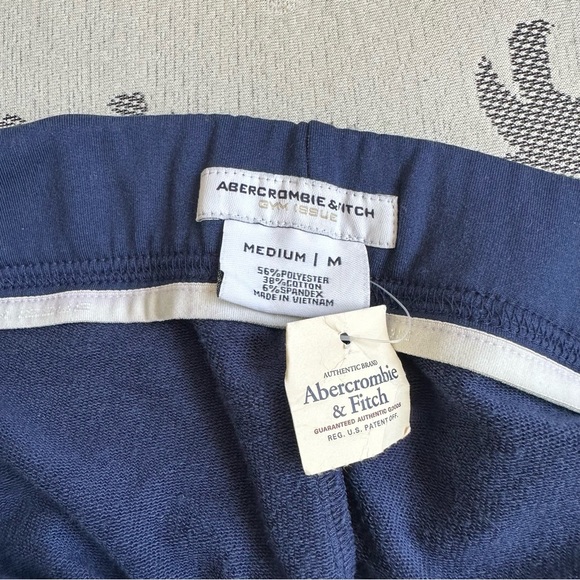 ABERCROMBIE & FITCH
GYM ISSUE
MEDIUM | M
56%POLYESTER
38%COTTON
6%SPANDEX
MADE IN VIETNAM
AUTHENTIC BRAND
Abercrombie
& Fitch
GUARANTEED AUTHENTIC GOODS
REG. U.S. PATENT OFF.